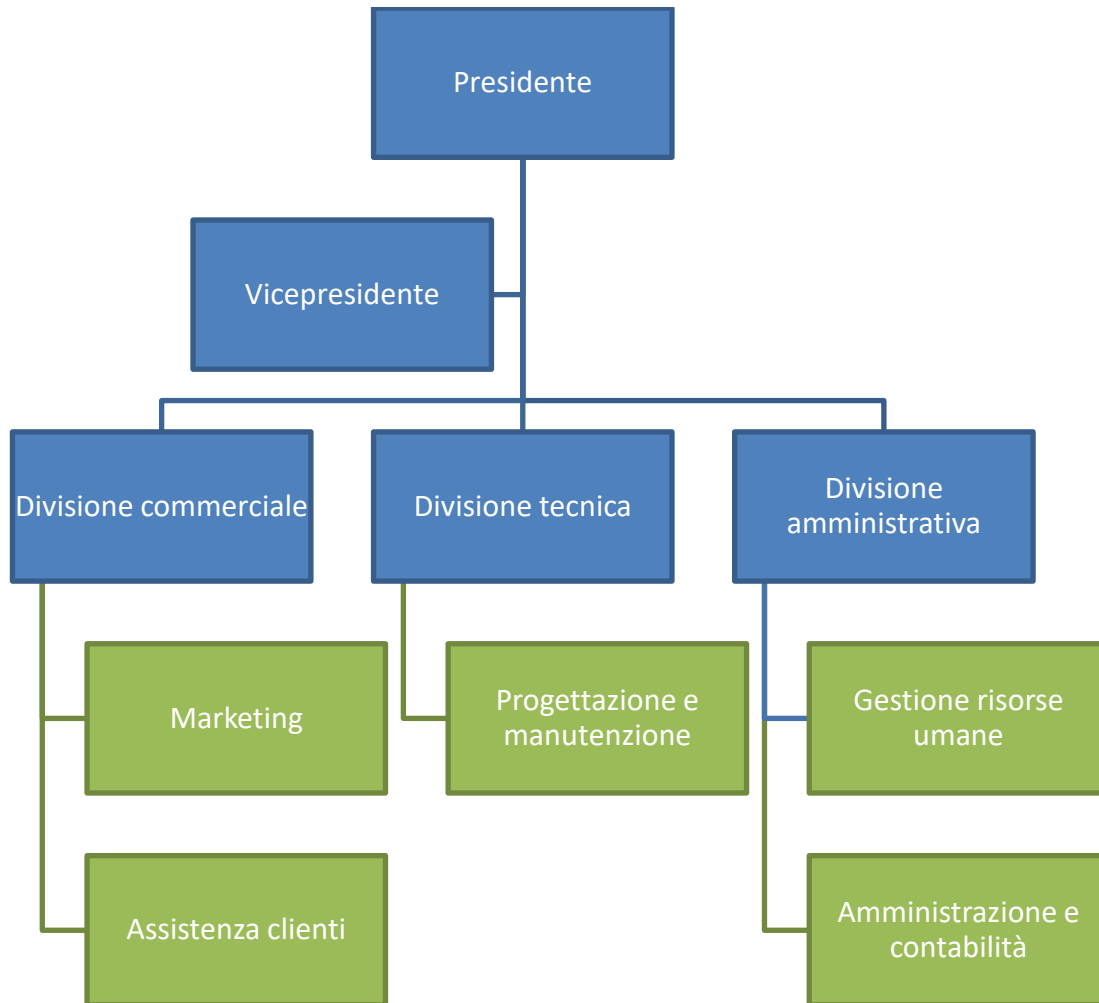 Presidente
Vicepresidente
Divisione commerciale
Divisione tecnica
Divisione
amministrativa
Marketing
Progettazione e
manutenzione
Gestione risorse
umane
Assistenza clienti
Amministrazione e
contabilità